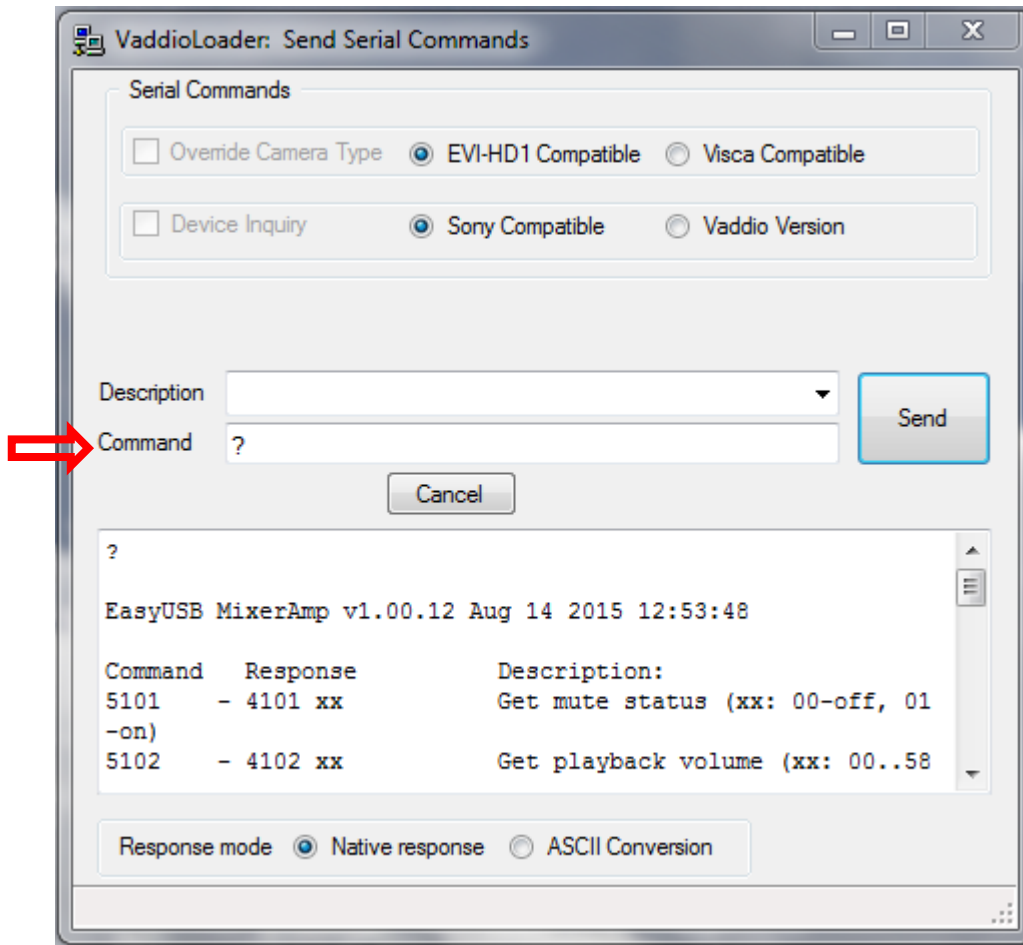 VaddioLoader: Send Serial Commands
Serial Commands
Override Camera Type EVI-HD1 Compatible Visca Compatible
Device Inquiry Sony Compatible Vaddio Version
Description
Send
Command ?
Cancel
?
EasyUSB MixerAmp v1.00.12 Aug 14 2015 12:53:48
Command Response Description:
5101 - 4101 xx Get mute status (xx: 00-off, 01
-on)
5102 - 4102 xx Get playback volume (xx: 00..58
Response mode Native response ASCII Conversion